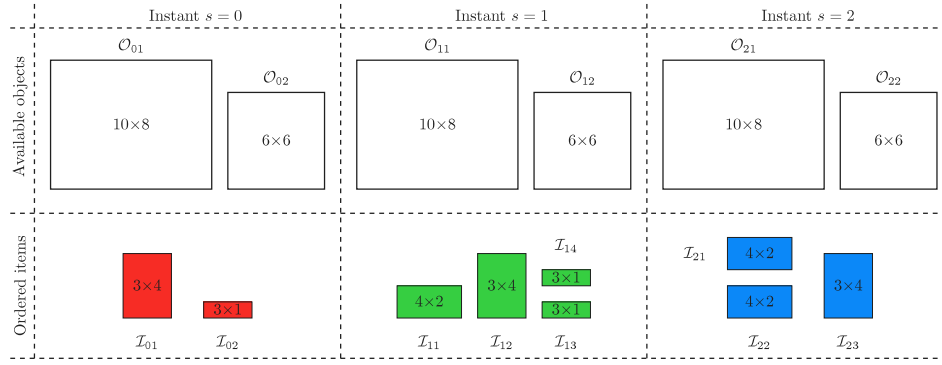 Instant s = 0
Instant s = 1
Instant s = 2
Available objects
𝒪₀₁
𝒪₀₂
𝒪₁₁
𝒪₁₂
𝒪₂₁
𝒪₂₂
10×8
6×6
10×8
6×6
10×8
6×6
Ordered items
ℐ₁₄
ℐ₂₁
4×2
3×4
3×1
4×2
3×4
3×1
3×1
4×2
3×4
ℐ₀₁
ℐ₀₂
ℐ₁₁
ℐ₁₂
ℐ₁₃
ℐ₂₂
ℐ₂₃